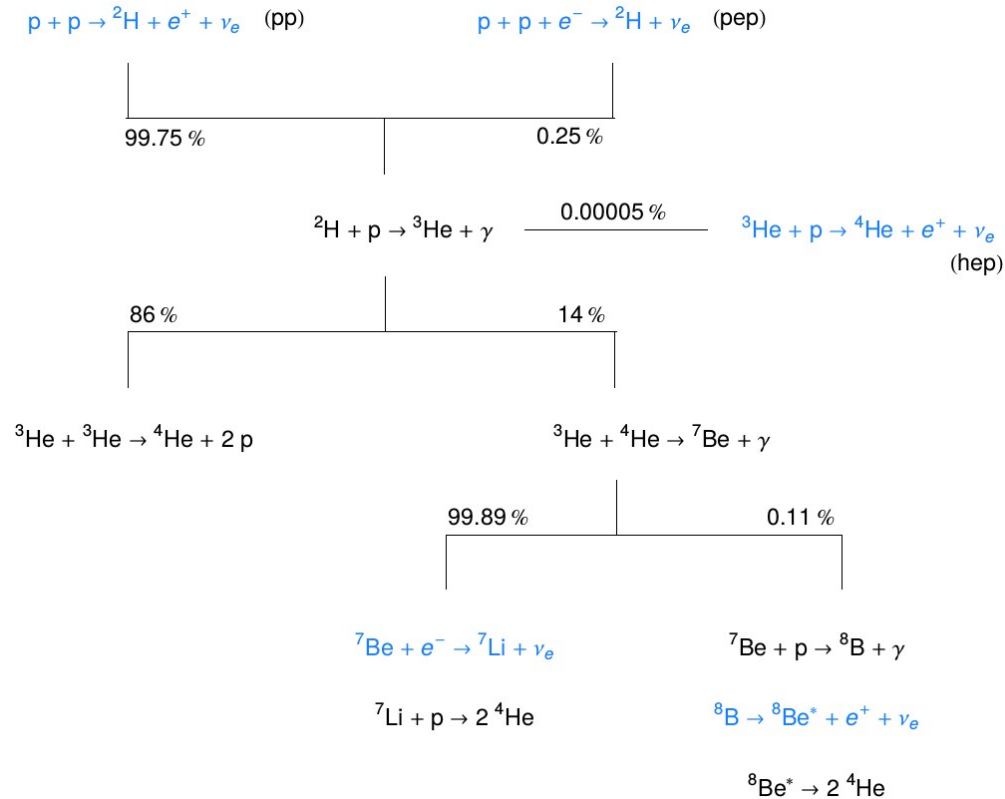 p + p → ²H + e⁺ + νₑ (pp)
p + p + e⁻ → ²H + νₑ (pep)
99.75 %
0.25 %
²H + p → ³He + γ
0.00005 %
³He + p → ⁴He + e⁺ + νₑ
(hep)
86 %
14 %
³He + ³He → ⁴He + 2 p
³He + ⁴He → ⁷Be + γ
99.89 %
0.11 %
⁷Be + e⁻ → ⁷Li + νₑ
⁷Be + p → ⁸B + γ
⁷Li + p → 2 ⁴He
⁸B → ⁸Be* + e⁺ + νₑ
⁸Be* → 2 ⁴He